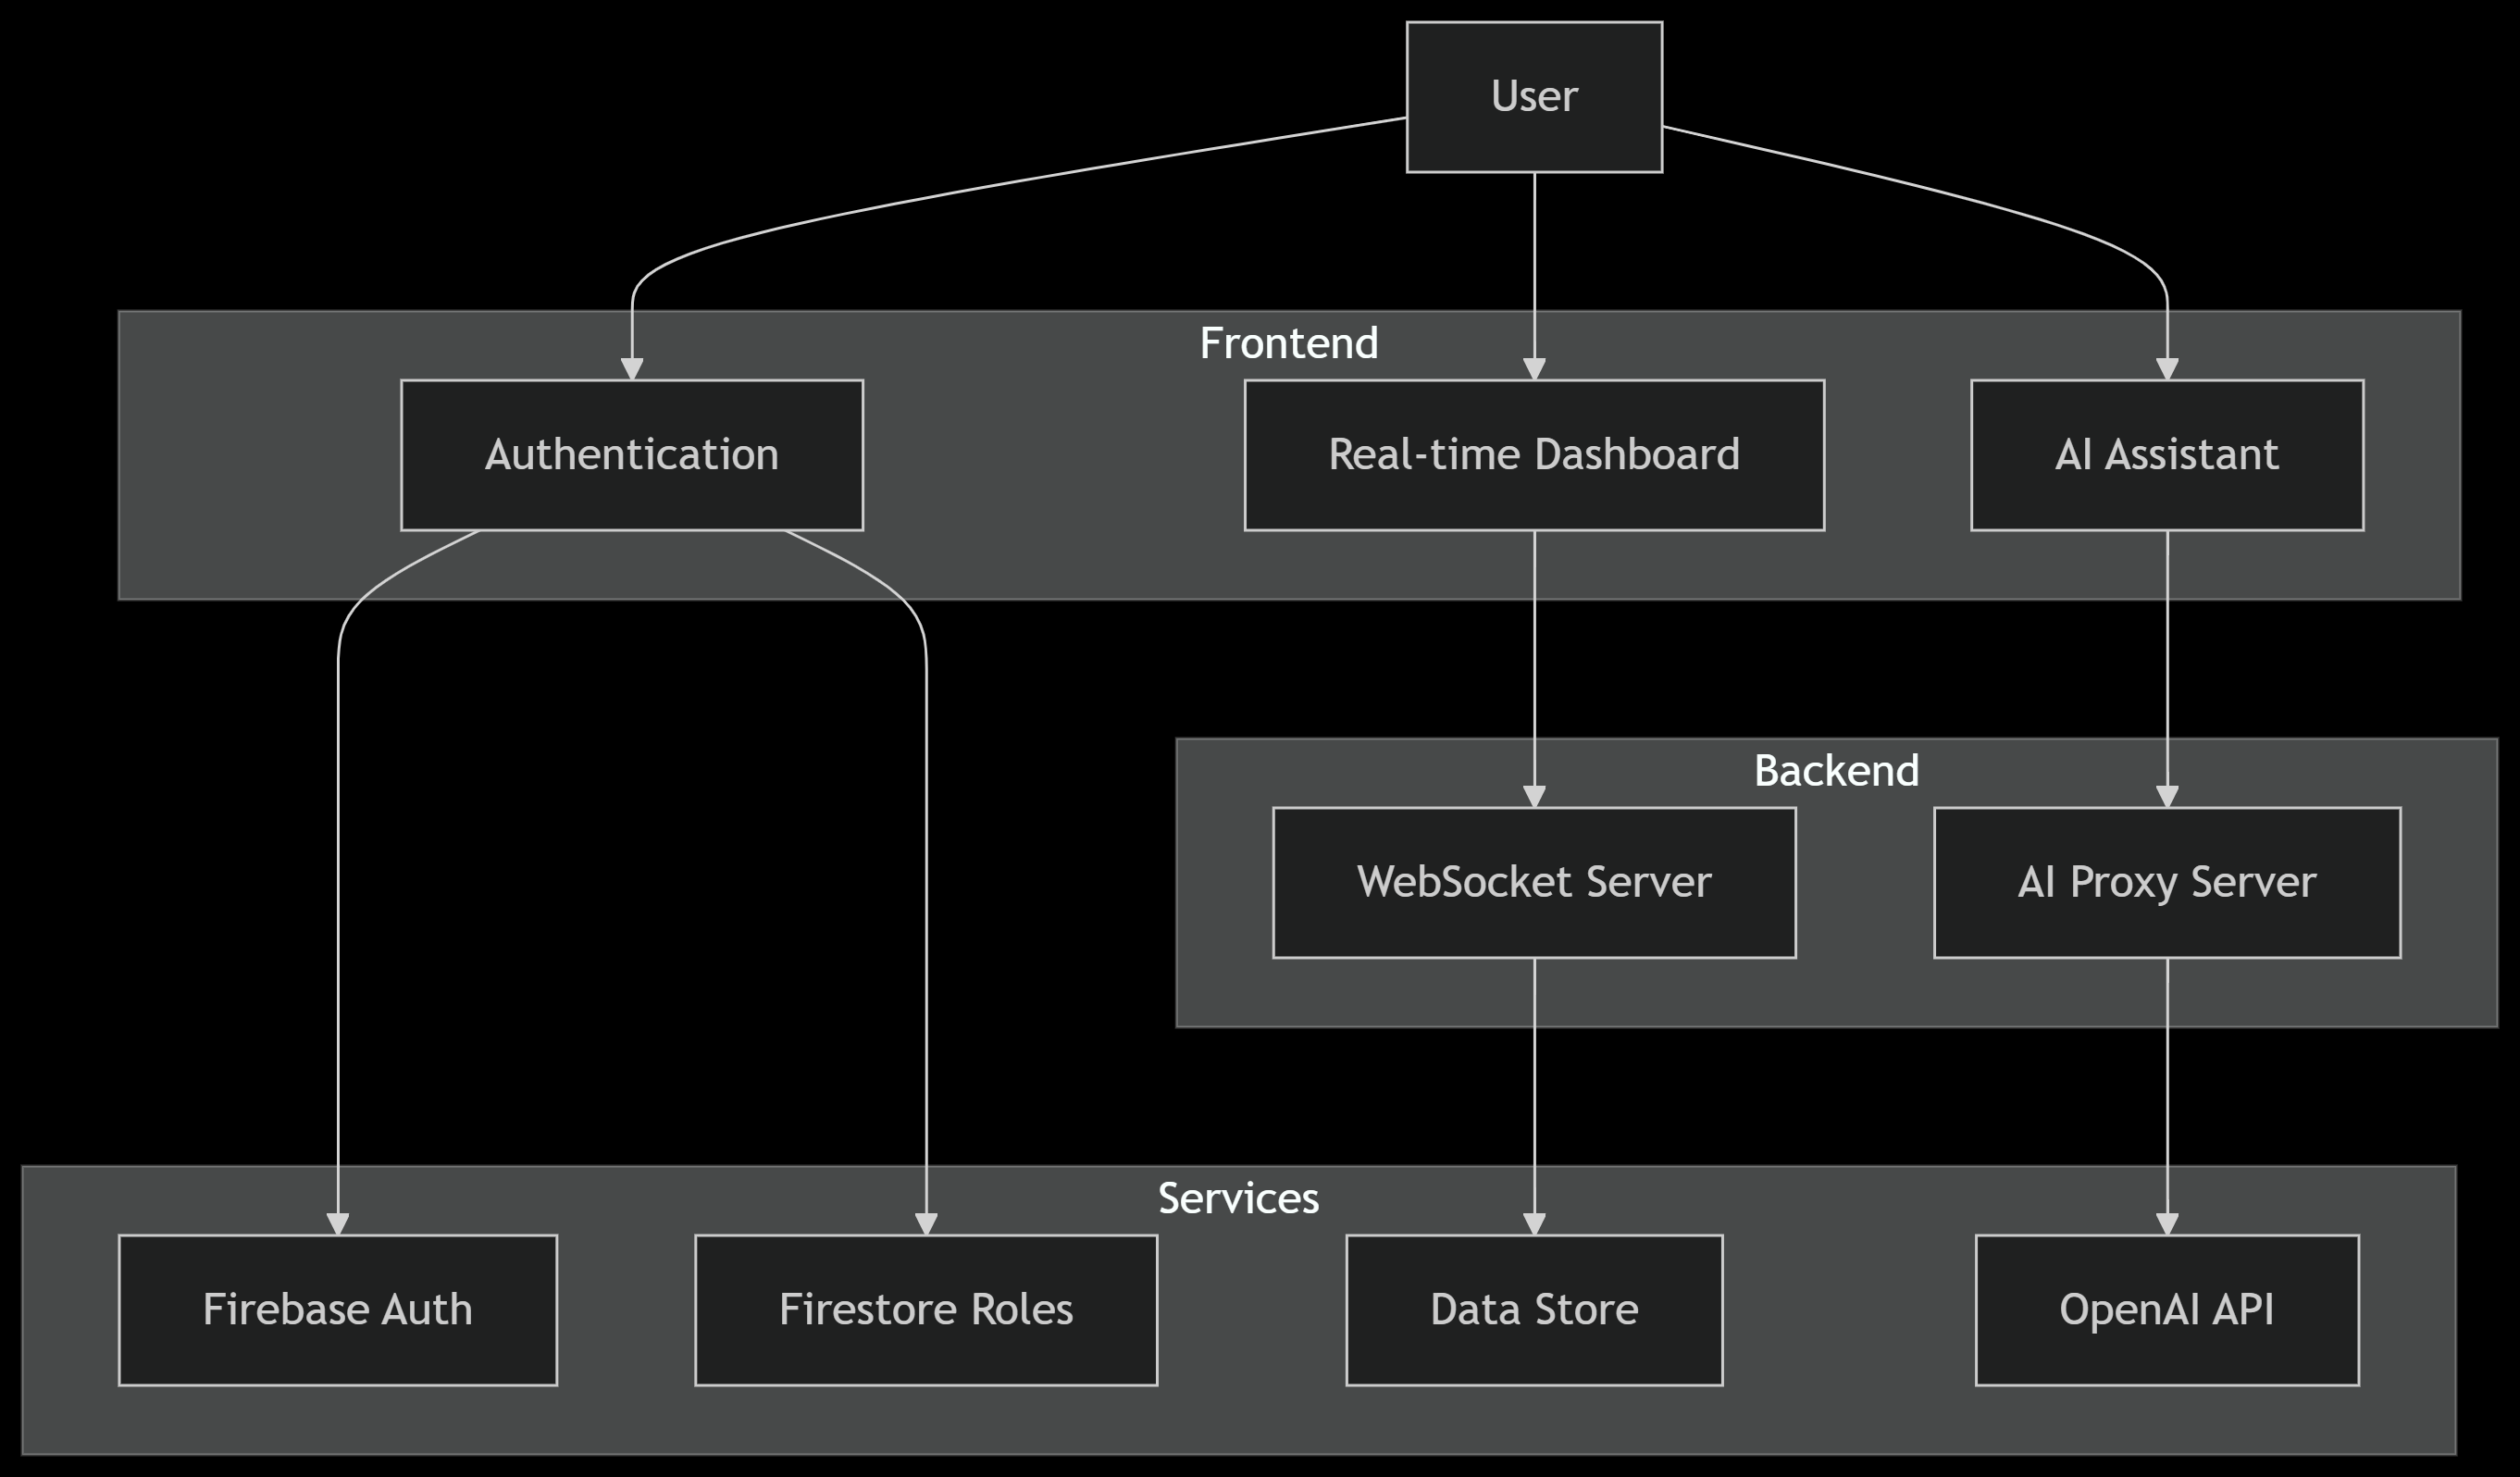 User
Frontend
Authentication
Real-time Dashboard
AI Assistant
Backend
WebSocket Server
AI Proxy Server
Services
Firebase Auth
Firestore Roles
Data Store
OpenAI API